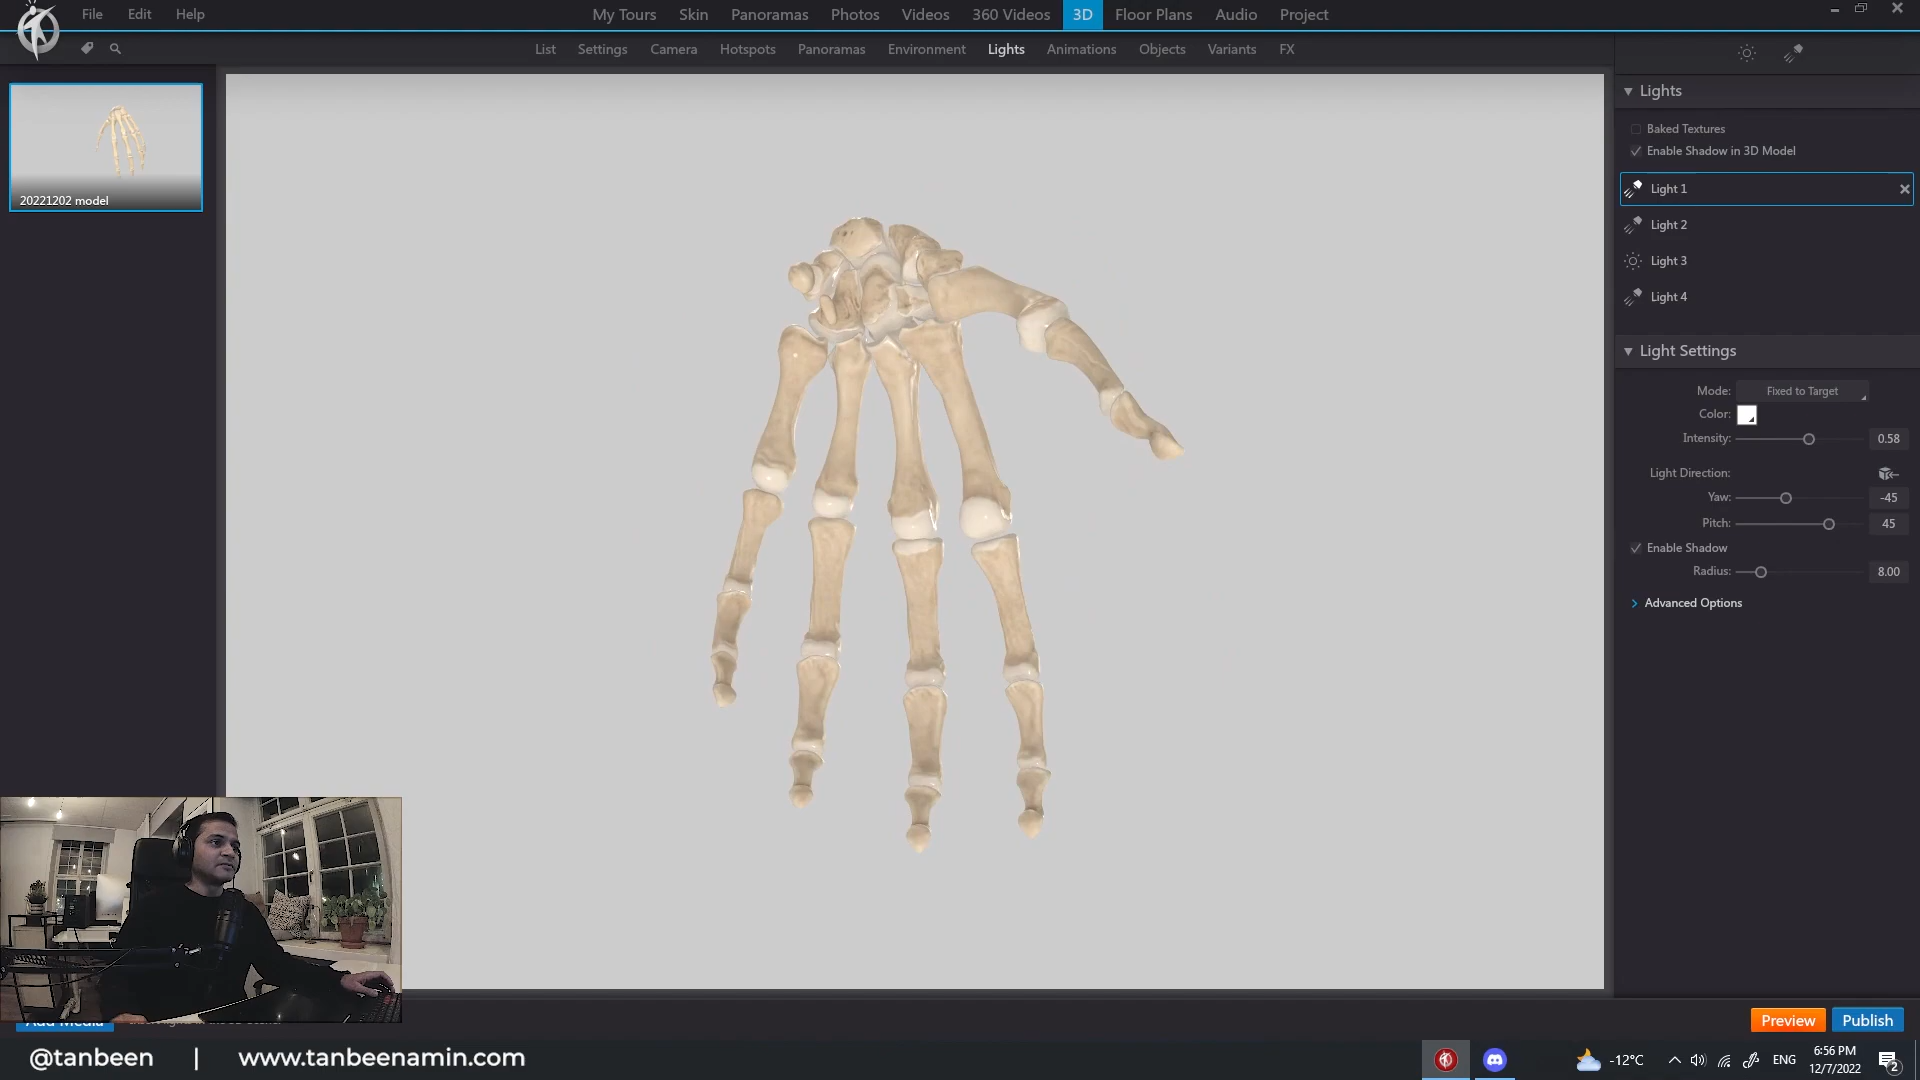 File Edit Help
My Tours Skin Panoramas Photos Videos 360 Videos 3D Floor Plans Audio Project
List Settings Camera Hotspots Panoramas Environment Lights Animations Objects Variants FX
20221202 model
Lights
Baked Textures
Enable Shadow in 3D Model
Light 1
Light 2
Light 3
Light 4
Light Settings
Mode: Fixed to Target
Color:
Intensity: 0.58
Light Direction:
Yaw: -45
Pitch: 45
Enable Shadow
Radius: 8.00
Advanced Options
Add Media
Preview Publish
@tanbeen | www.tanbeenamin.com
-12°C ENG 6:56 PM
12/7/2022 2